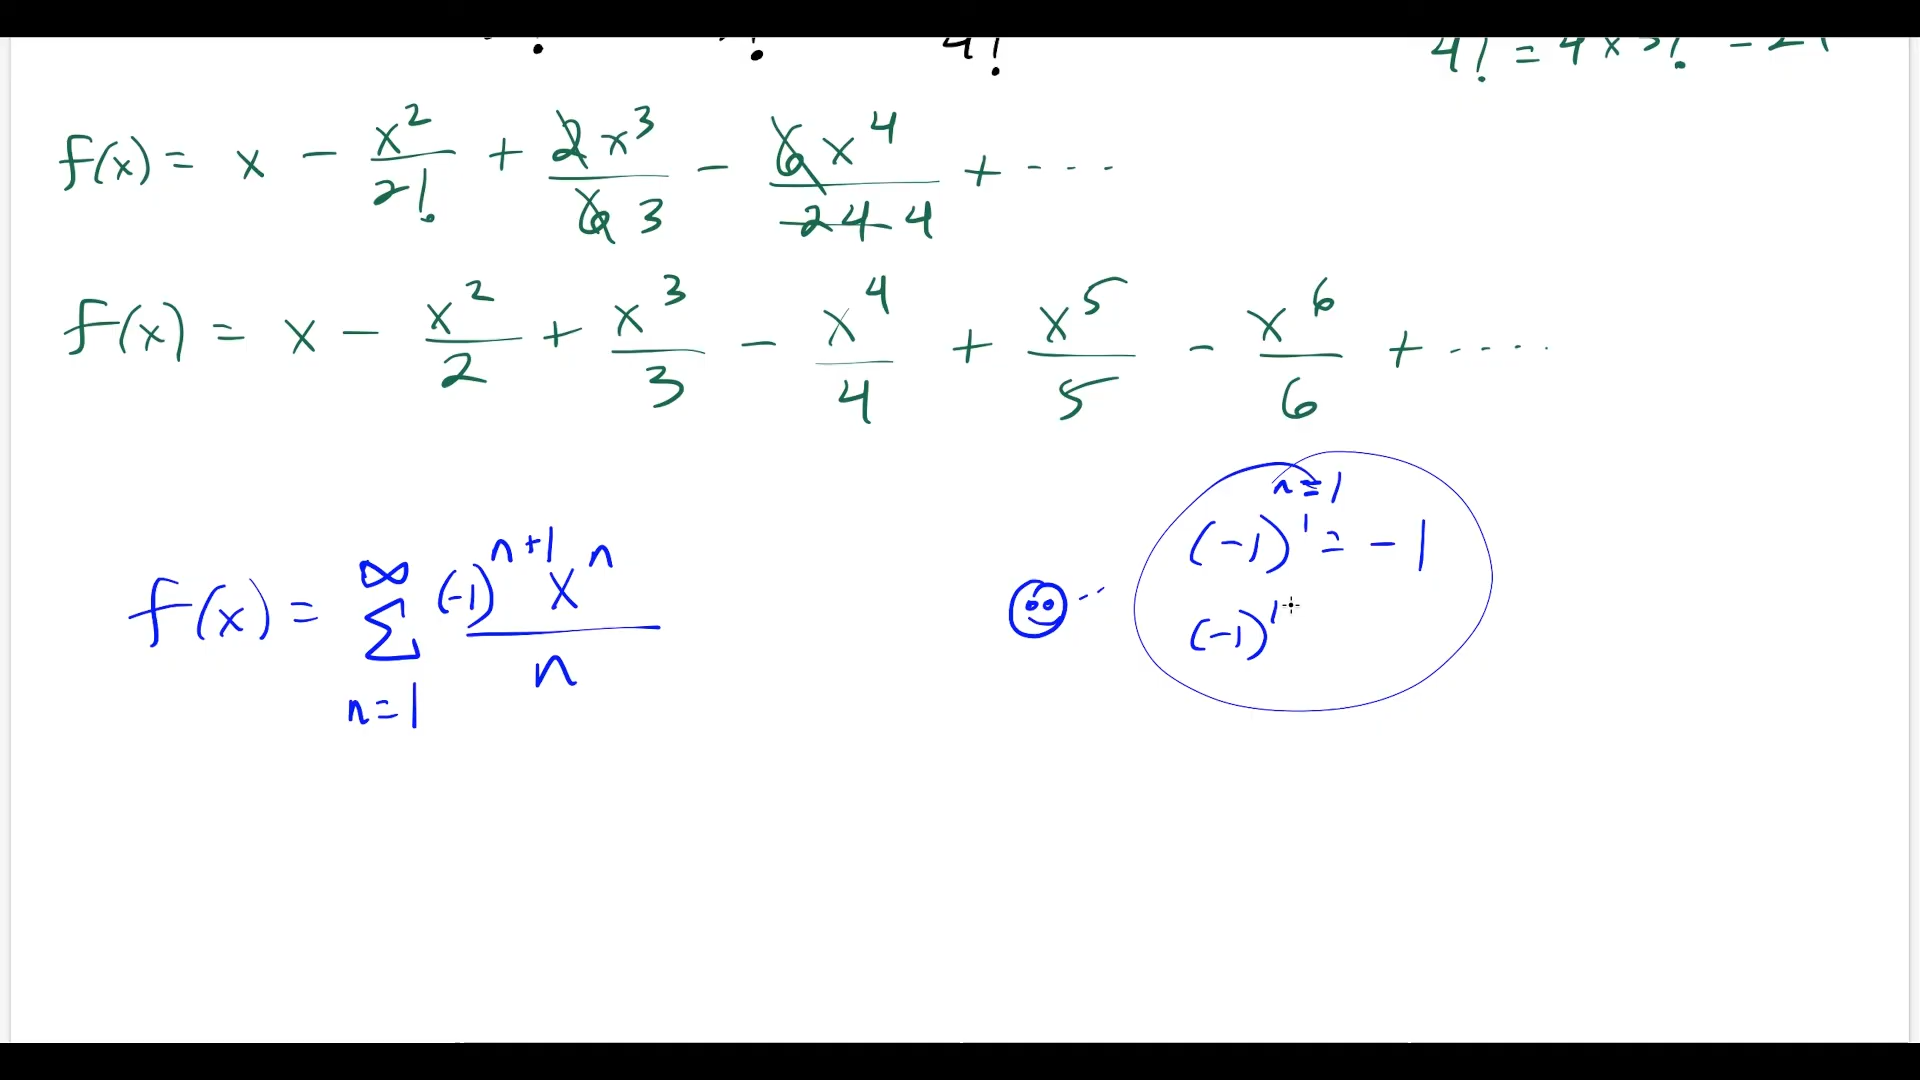 4!
4! = 4 x 3! -
f(x) = x - x²/2! + 2x³/6 3 - 6x⁴/24 4 + ...
f(x) = x - x²/2 + x³/3 - x⁴/4 + x⁵/5 - x⁶/6 + ....
n=1
(-1)¹ = -1
f(x) = ∞ Σ n=1 (-1)ⁿ⁺¹ xⁿ/n
(-1)¹